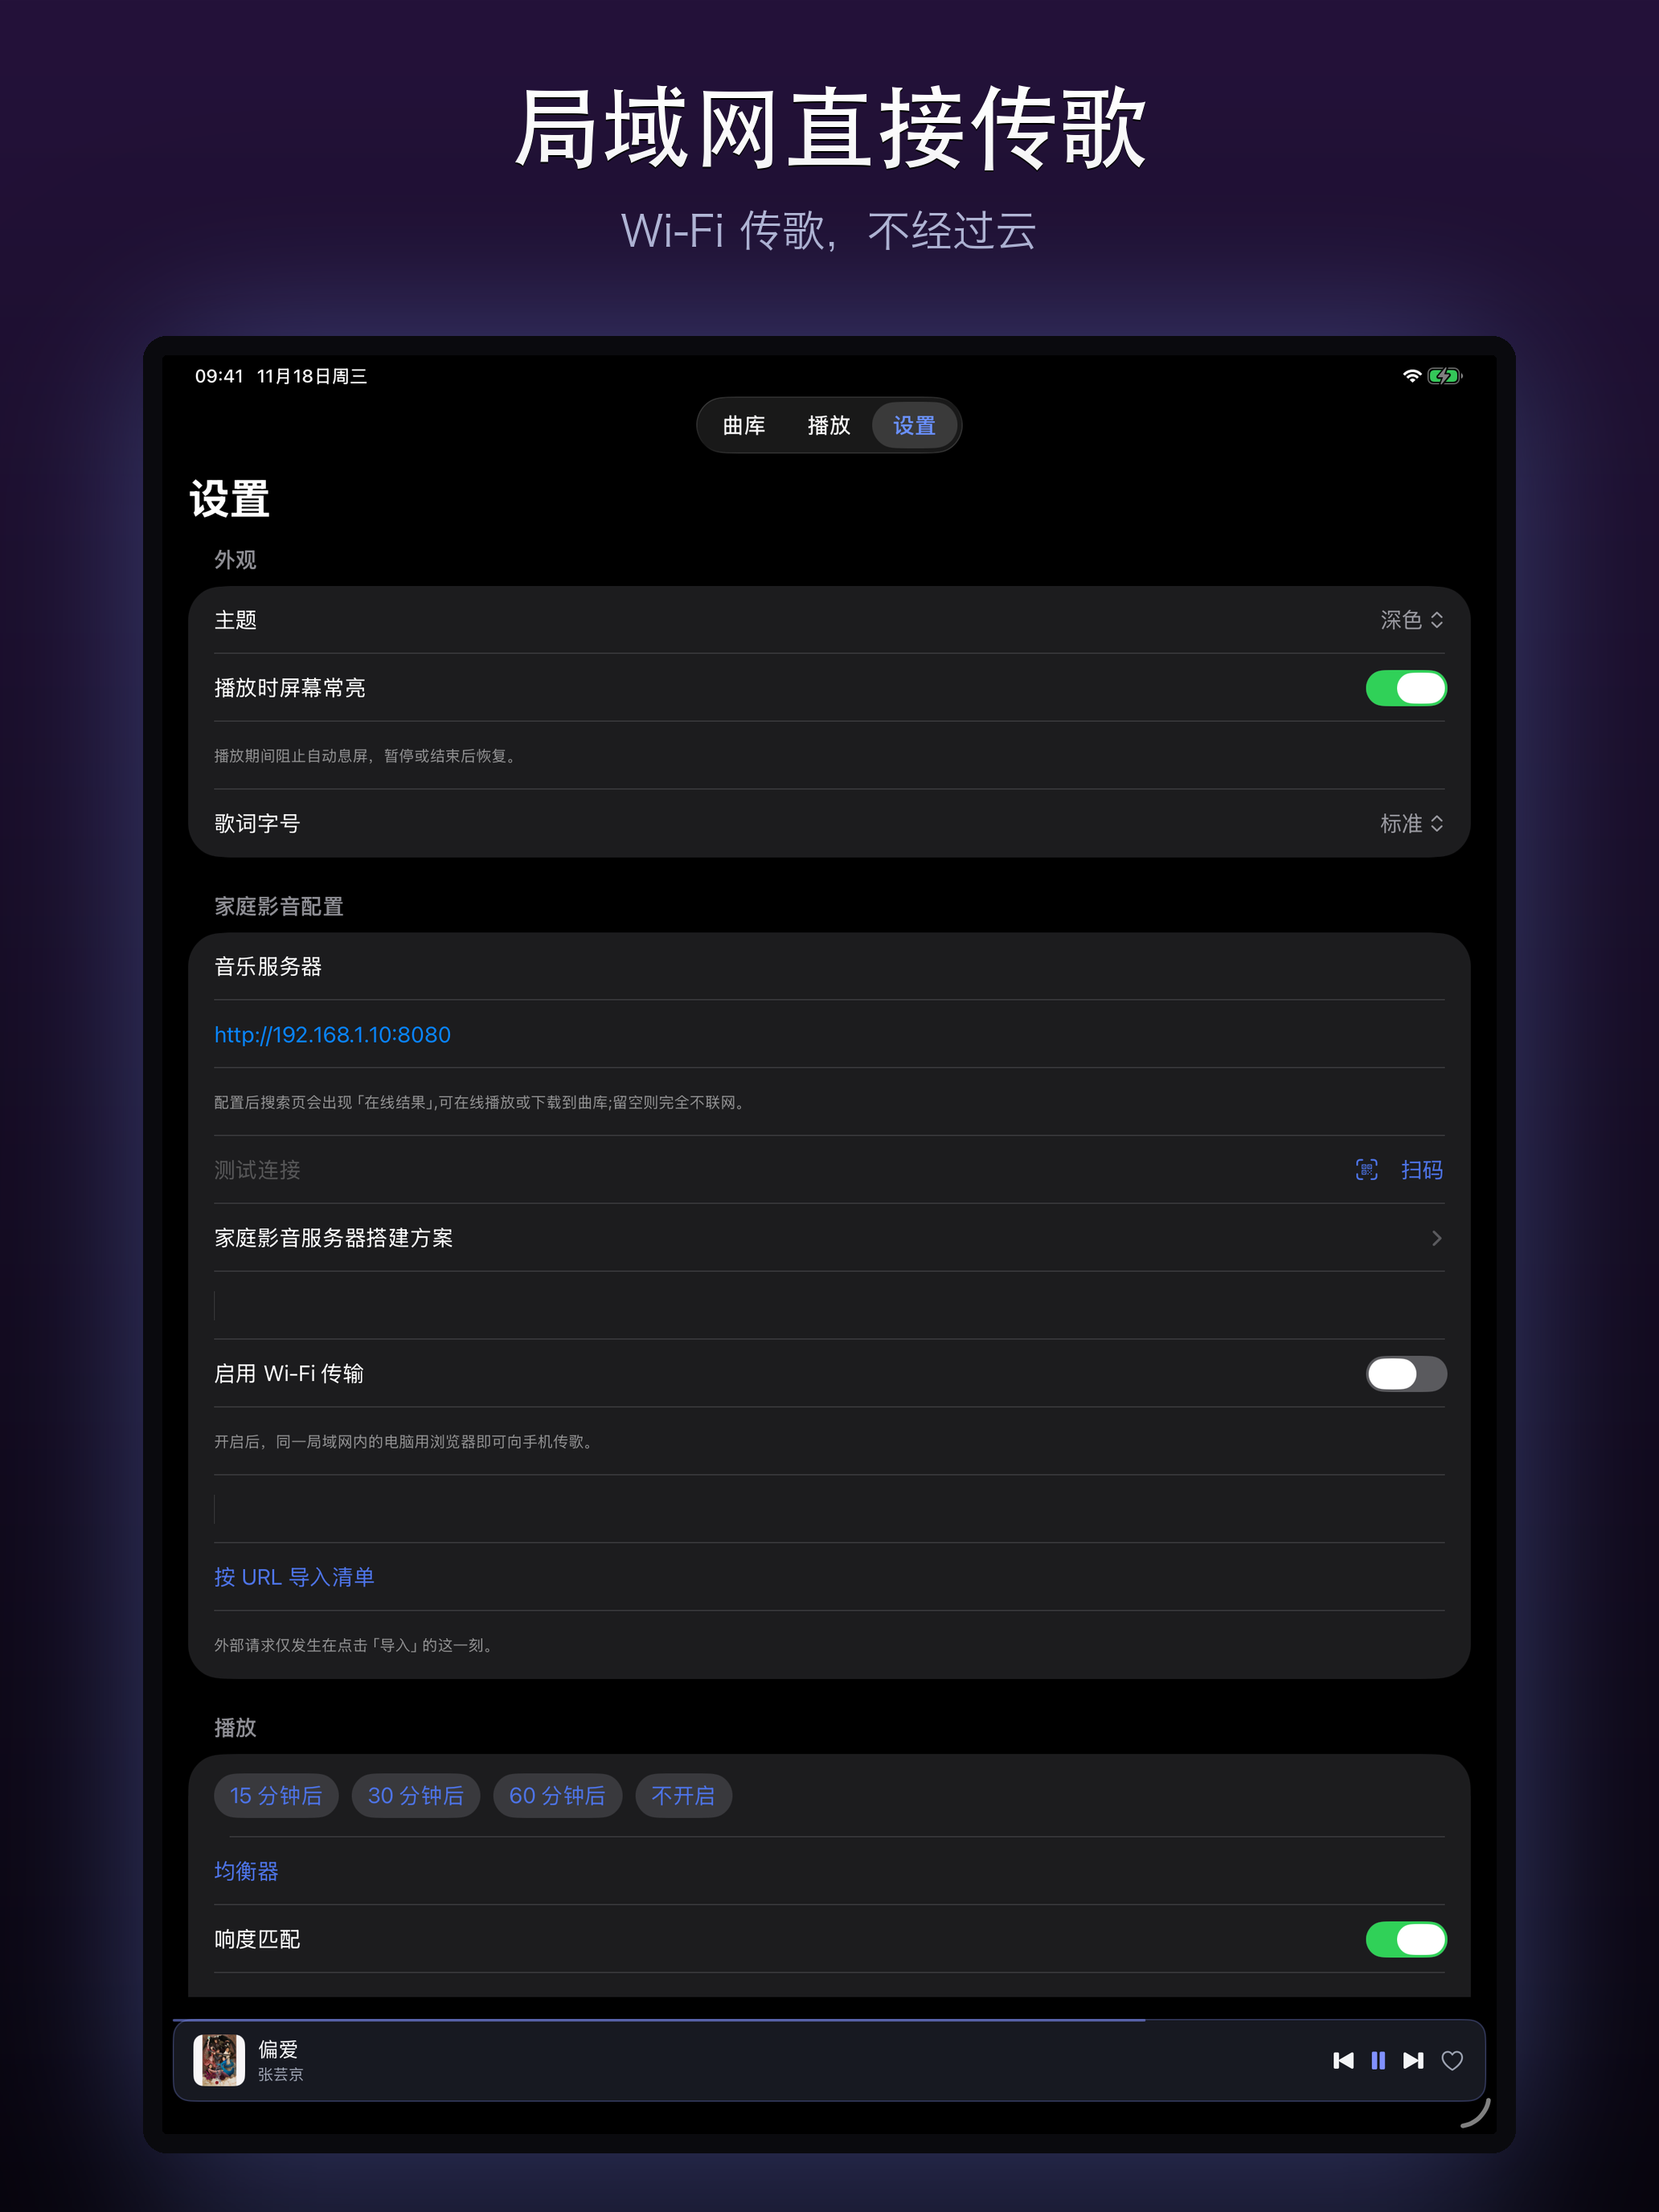 局域网直接传歌
Wi-Fi 传歌，不经过云
09:41 11月18日周三
曲库 播放 设置
设置
外观
主题 深色
播放时屏幕常亮
播放期间阻止自动息屏，暂停或结束后恢复。
歌词字号 标准
家庭影音配置
音乐服务器
http://192.168.1.10:8080
配置后搜索页会出现「在线结果」,可在线播放或下载到曲库;留空则完全不联网。
测试连接 扫码
家庭影音服务器搭建方案
启用 Wi-Fi 传输
开启后，同一局域网内的电脑用浏览器即可向手机传歌。
按 URL 导入清单
外部请求仅发生在点击「导入」的这一刻。
播放
15 分钟后 30 分钟后 60 分钟后 不开启
均衡器
响度匹配
偏爱
张芸京